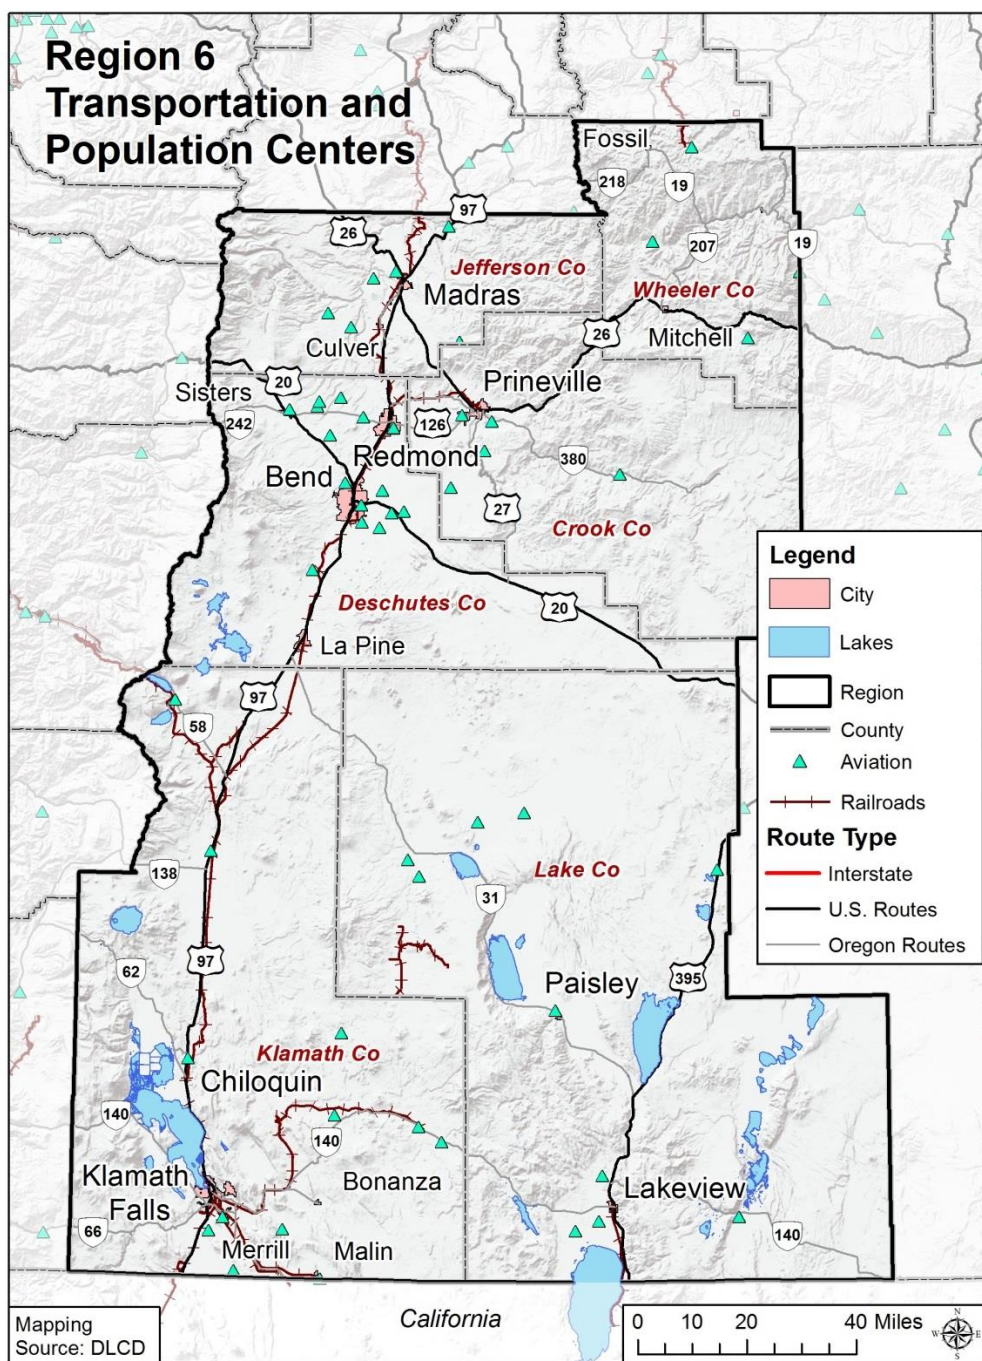 Region 6
Transportation and
Population Centers
Fossil
218
19
97
26
207
19
Jefferson Co
Madras
Wheeler Co
26
Mitchell
Culver
20
Prineville
Sisters
242
126
Redmond
380
Bend
27
Crook Co
Deschutes Co
20
La Pine
97
58
138
Lake Co
31
97
62
Paisley
395
Klamath Co
Chiloquin
140
140
Klamath
Falls
Bonanza
Lakeview
66
Merrill
Malin
140
California
Legend
City
Lakes
Region
County
Aviation
Railroads
Route Type
Interstate
U.S. Routes
Oregon Routes
Mapping
Source: DLCD
0 10 20 40 Miles
N
W E
S